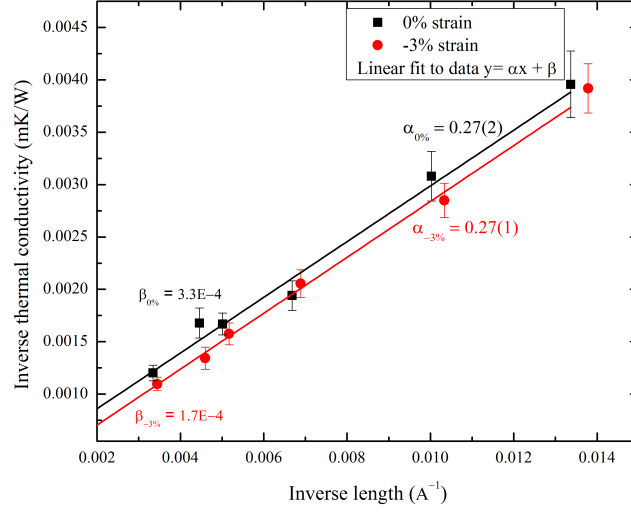 0% strain
-3% strain
Linear fit to data y= αx + β
0.0040
0.0035
0.0030
0.0025
0.0020
0.0015
0.0010
Inverse thermal conductivity (mK/W)
α0% = 0.27(2)
α−3% = 0.27(1)
β0% = 3.3E−4
β−3% = 1.7E−4
0.002 0.004 0.006 0.008 0.010 0.012 0.014
Inverse length (A−1)